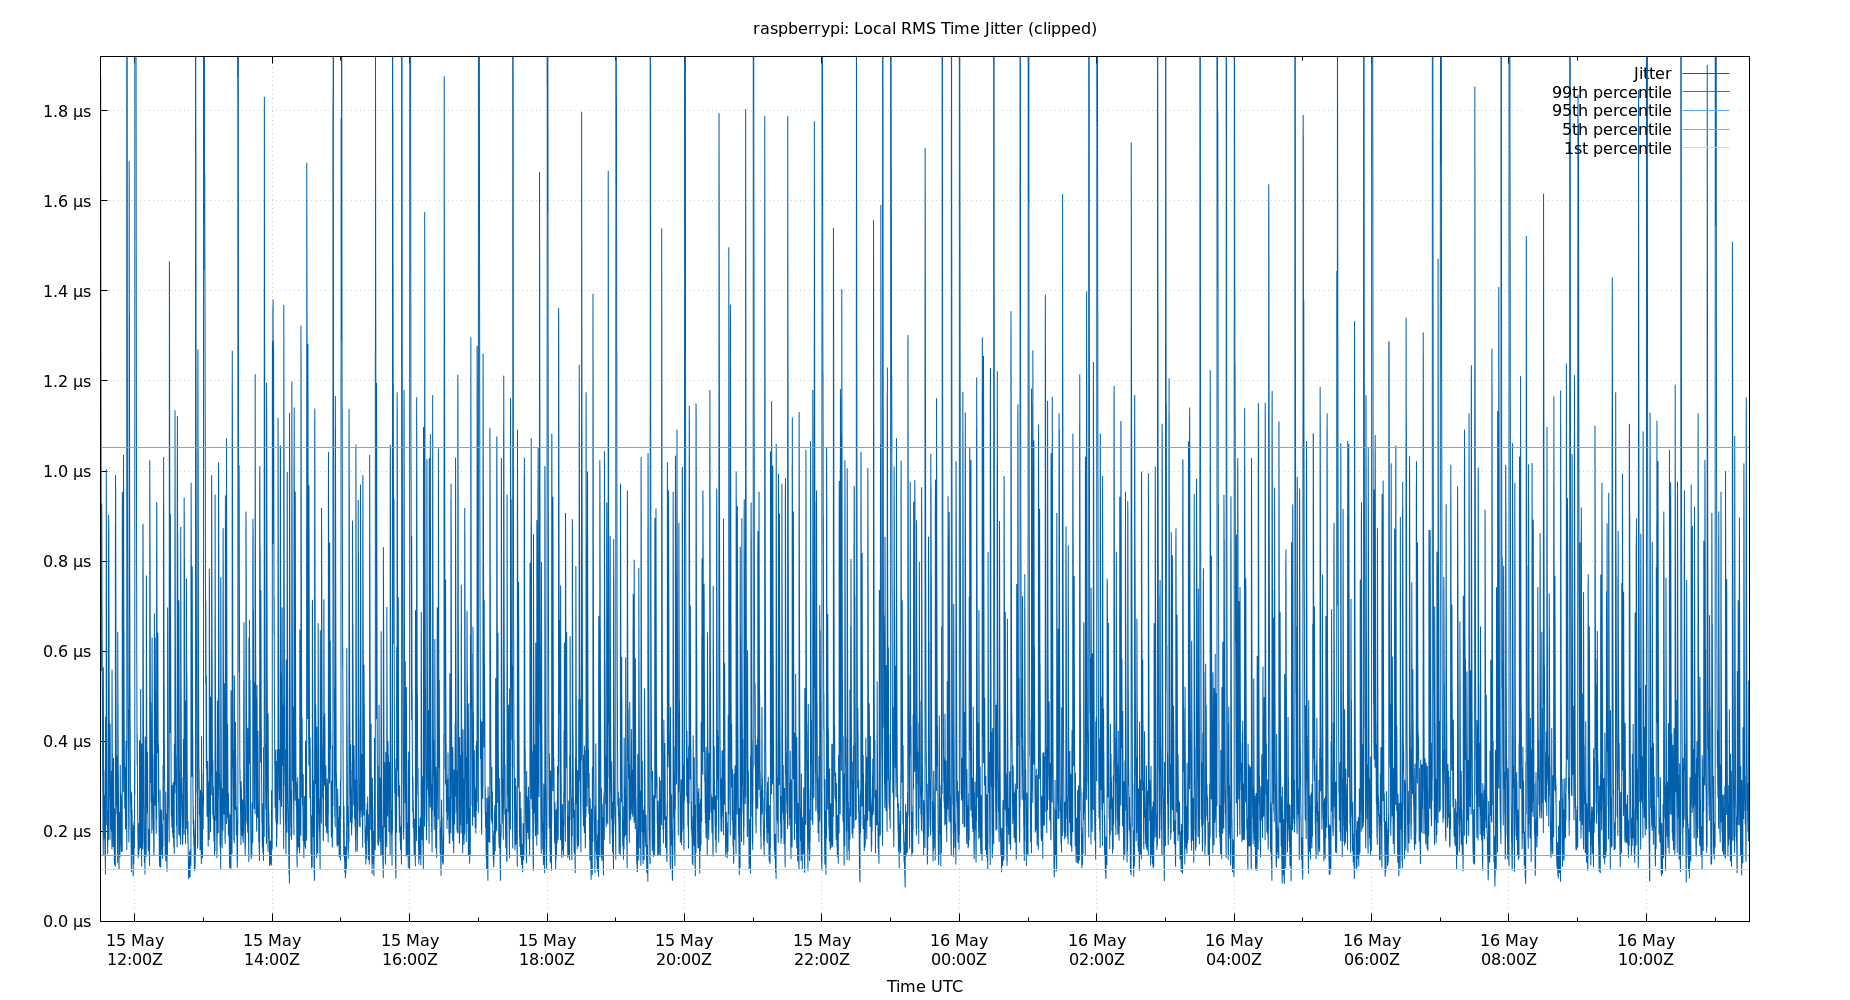 raspberrypi: Local RMS Time Jitter (clipped)
Jitter
99th percentile
95th percentile
5th percentile
1st percentile
1.8 μs
1.6 μs
1.4 μs
1.2 μs
1.0 μs
0.8 μs
0.6 μs
0.4 μs
0.2 μs
0.0 μs
15 May 15 May 15 May 15 May 15 May 15 May 16 May 16 May 16 May 16 May 16 May 16 May
12:00Z 14:00Z 16:00Z 18:00Z 20:00Z 22:00Z 00:00Z 02:00Z 04:00Z 06:00Z 08:00Z 10:00Z
Time UTC